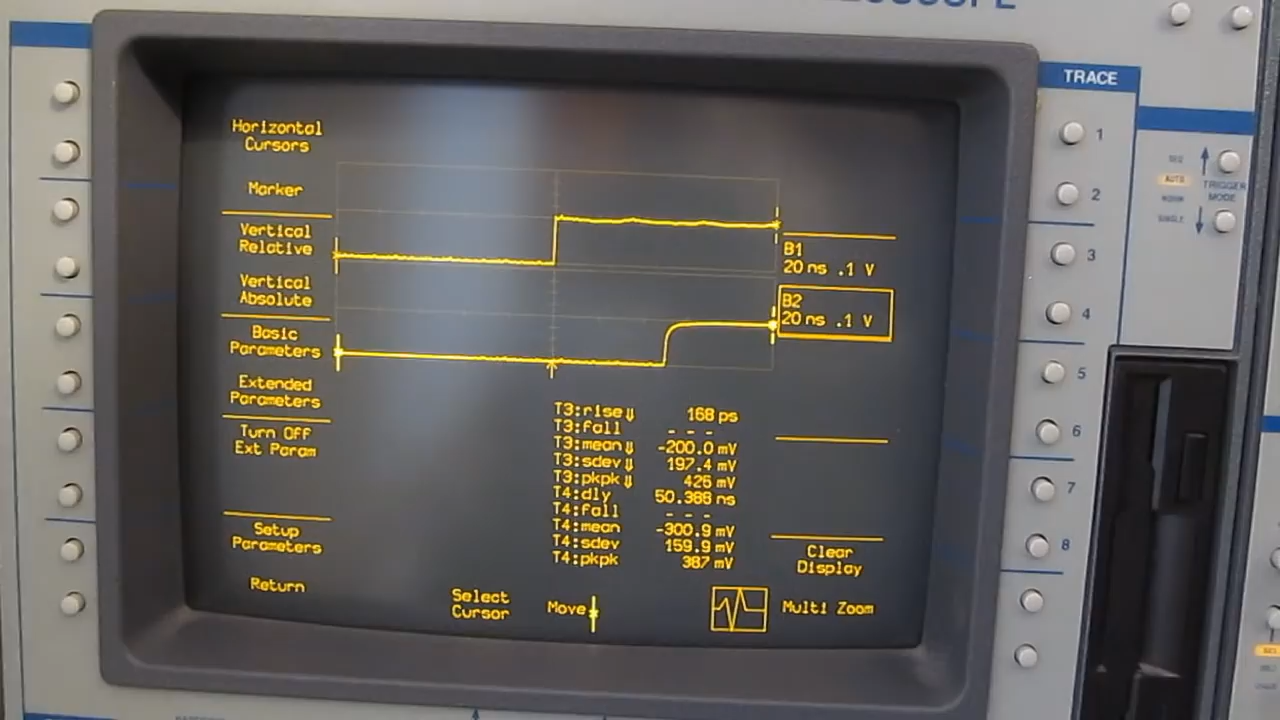 TRACE
Horizontal
Cursors
Marker
Vertical
Relative
Vertical
Absolute
Basic
Parameters
Extended
Parameters
Turn Off
Ext Param
Setup
Parameters
Return
B1
20 ns .1 V
B2
20 ns .1 V
T3:rise⇓ 168 ps
T3:fall - - -
T3:mean⇓ -200.0 mV
T3:sdev⇓ 197.4 mV
T3:pkpk⇓ 425 mV
T4:dly 50.388 ns
T4:fall - - -
T4:mean -300.9 mV
T4:sdev 159.9 mV
T4:pkpk 387 mV
Select
Cursor
Move
Multi Zoom
Clear
Display
1
2
3
4
5
6
7
8
SEQ
AUTO
NORM
SINGLE
TRIGGER
MODE